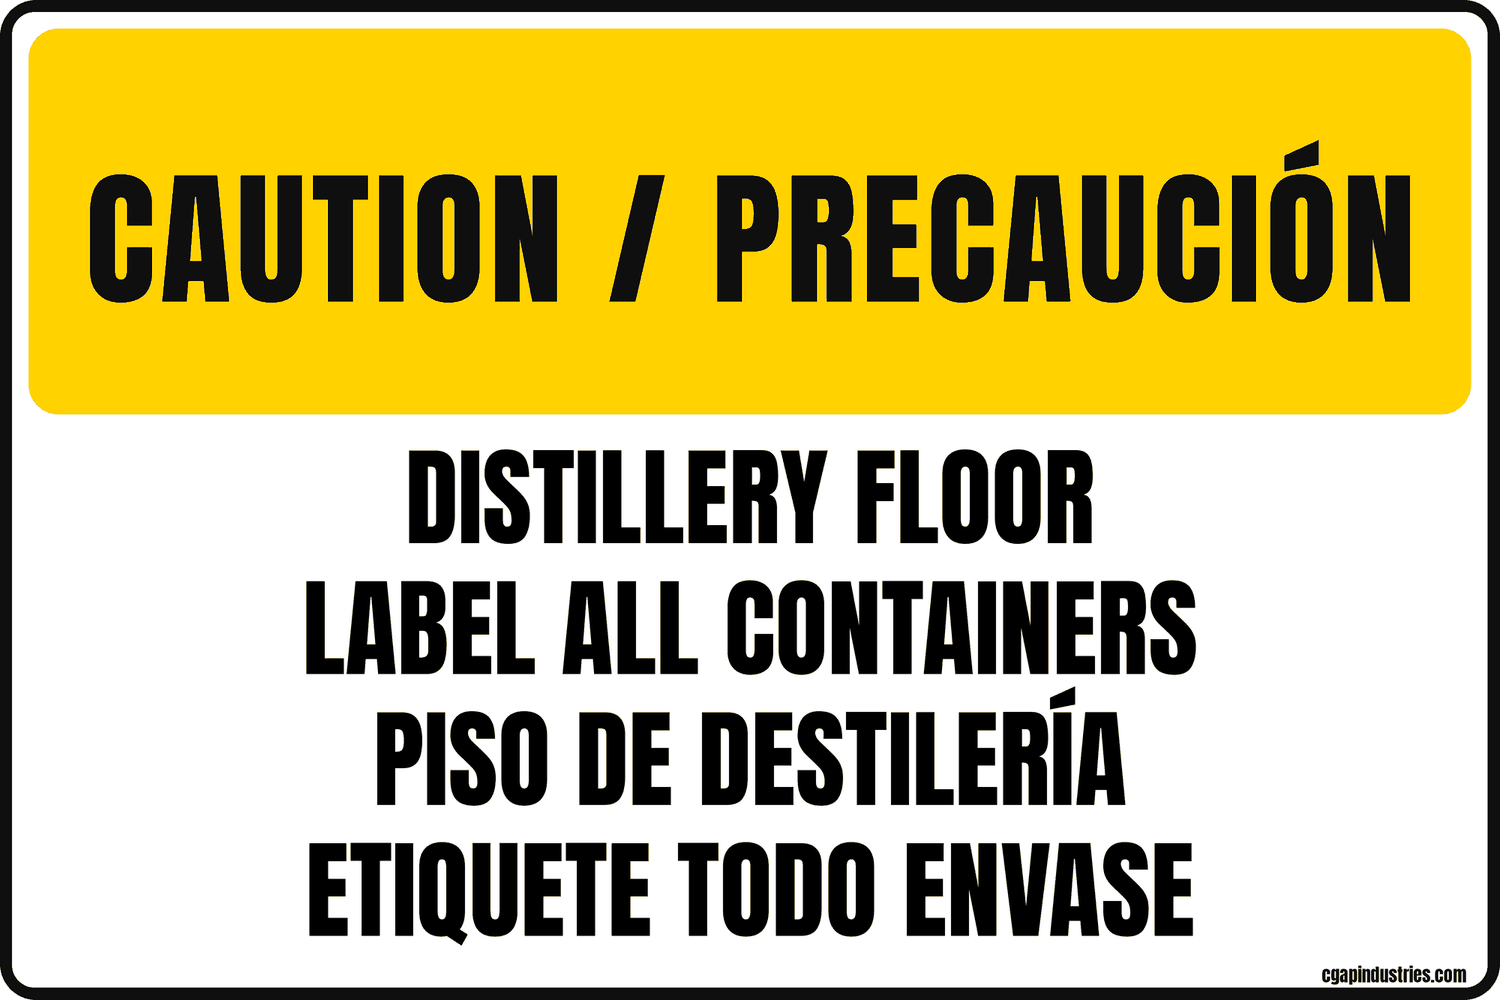 CAUTION / PRECAUCIÓN
DISTILLERY FLOOR
LABEL ALL CONTAINERS
PISO DE DESTILERÍA
ETIQUETE TODO ENVASE
cgapindustries.com